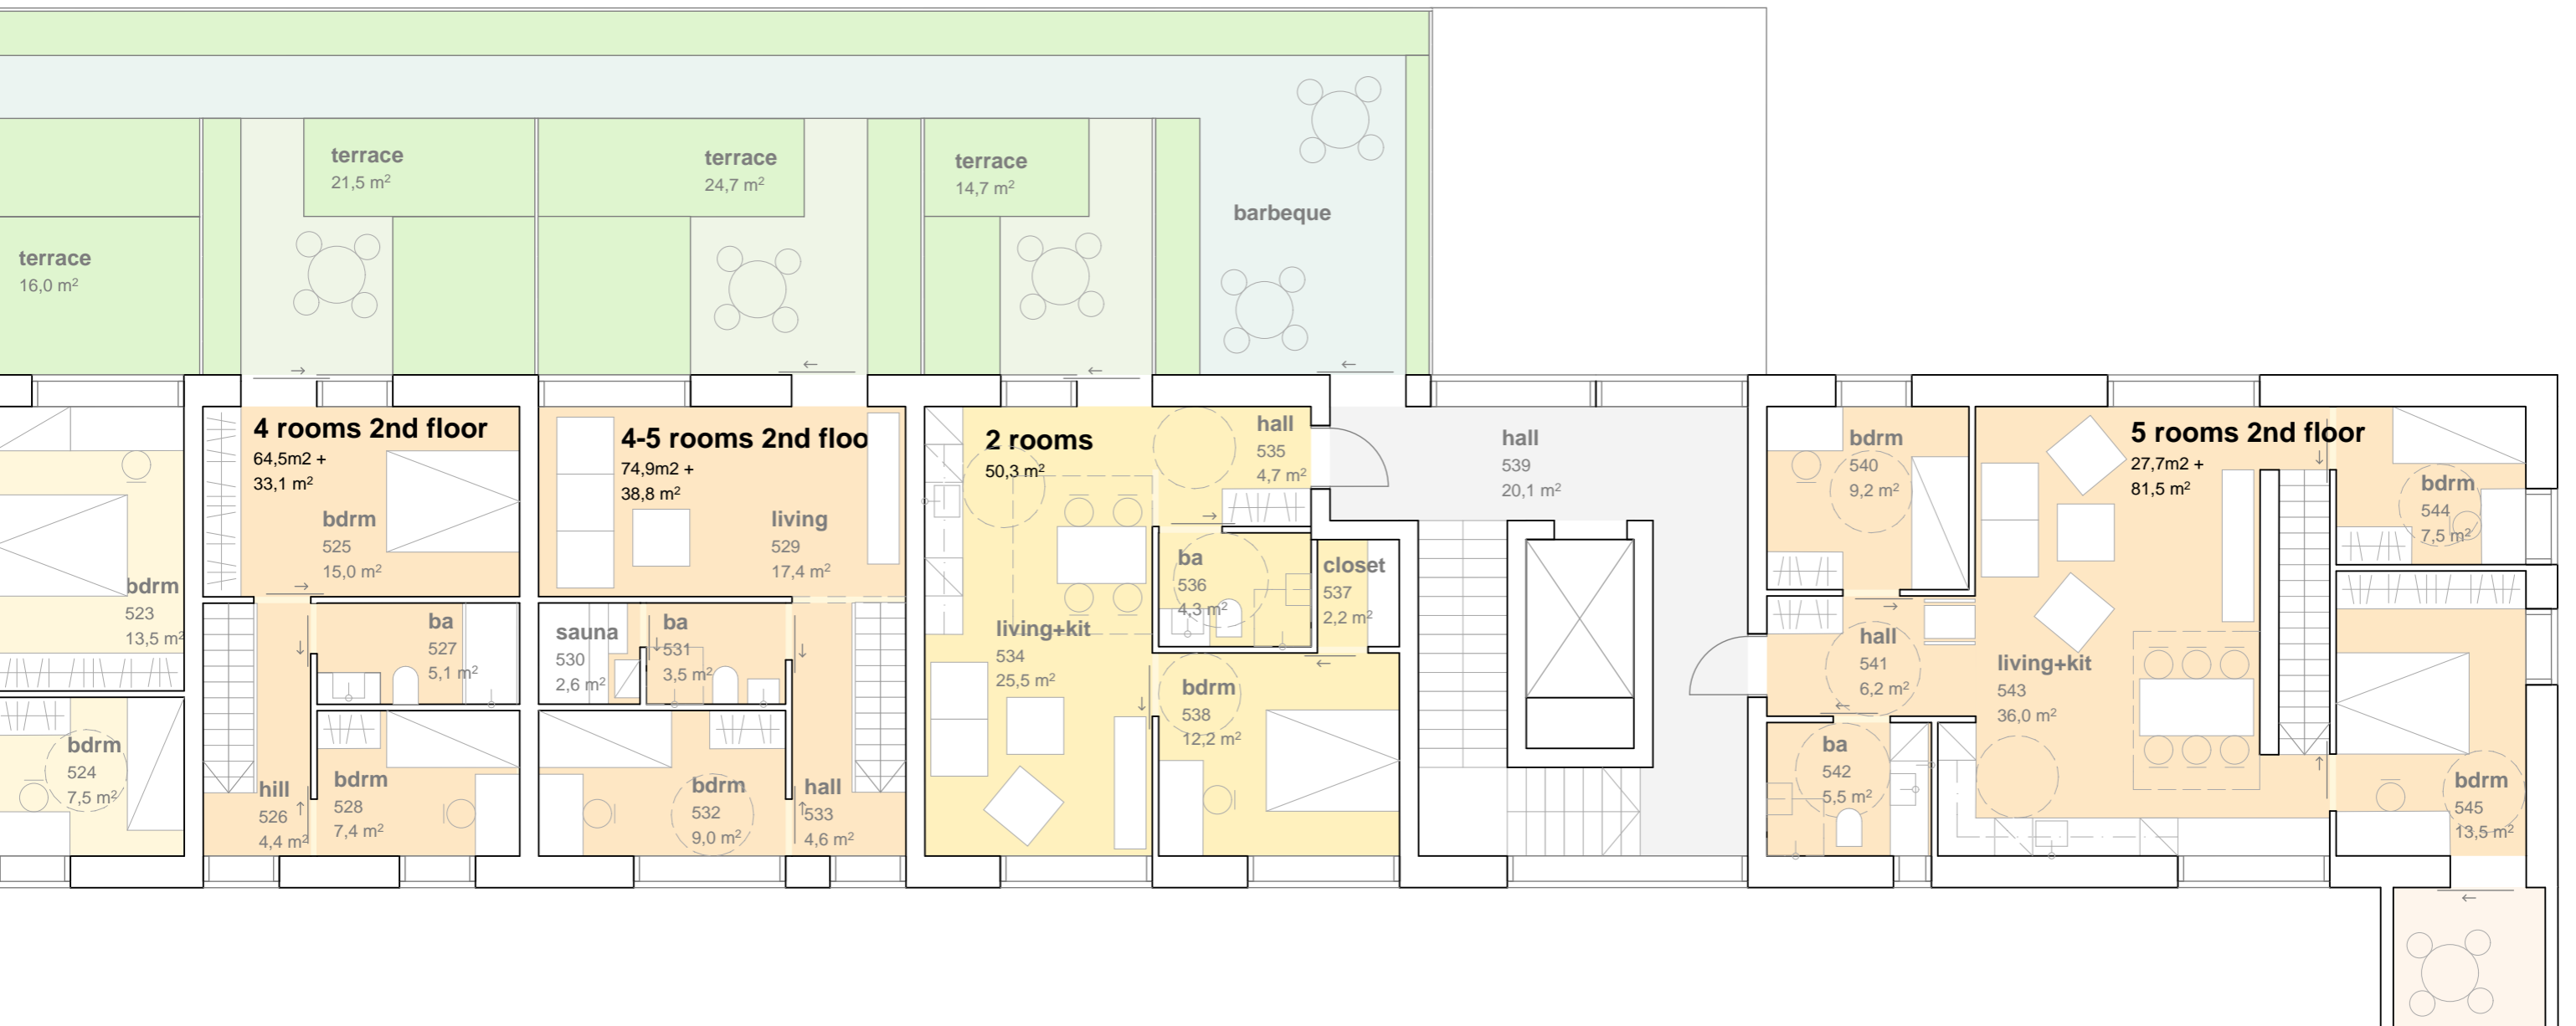 terrace
16,0 m²
terrace
21,5 m²
terrace
24,7 m²
terrace
14,7 m²
barbeque
bdrm
523
13,5 m²
bdrm
524
7,5 m²
4 rooms 2nd floor
64,5m2 +
33,1 m²
bdrm
525
15,0 m²
ba
527
5,1 m²
hill
526
4,4 m²
bdrm
528
7,4 m²
4-5 rooms 2nd floo
74,9m2 +
38,8 m²
living
529
17,4 m²
sauna
530
2,6 m²
ba
531
3,5 m²
bdrm
532
9,0 m²
hall
533
4,6 m²
2 rooms
50,3 m²
hall
535
4,7 m²
ba
536
4,3 m²
closet
537
2,2 m²
living+kit
534
25,5 m²
bdrm
538
12,2 m²
hall
539
20,1 m²
bdrm
540
9,2 m²
hall
541
6,2 m²
ba
542
5,5 m²
5 rooms 2nd floor
27,7m2 +
81,5 m²
living+kit
543
36,0 m²
bdrm
544
7,5 m²
bdrm
545
13,5 m²